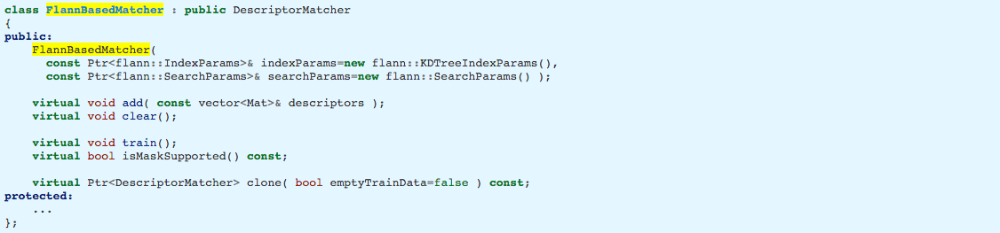 class FlannBasedMatcher : public DescriptorMatcher
{
public:
    FlannBasedMatcher(
      const Ptr<flann::IndexParams>& indexParams=new flann::KDTreeIndexParams(),
      const Ptr<flann::SearchParams>& searchParams=new flann::SearchParams() );

    virtual void add( const vector<Mat>& descriptors );
    virtual void clear();

    virtual void train();
    virtual bool isMaskSupported() const;

    virtual Ptr<DescriptorMatcher> clone( bool emptyTrainData=false ) const;
protected:
    ...
};